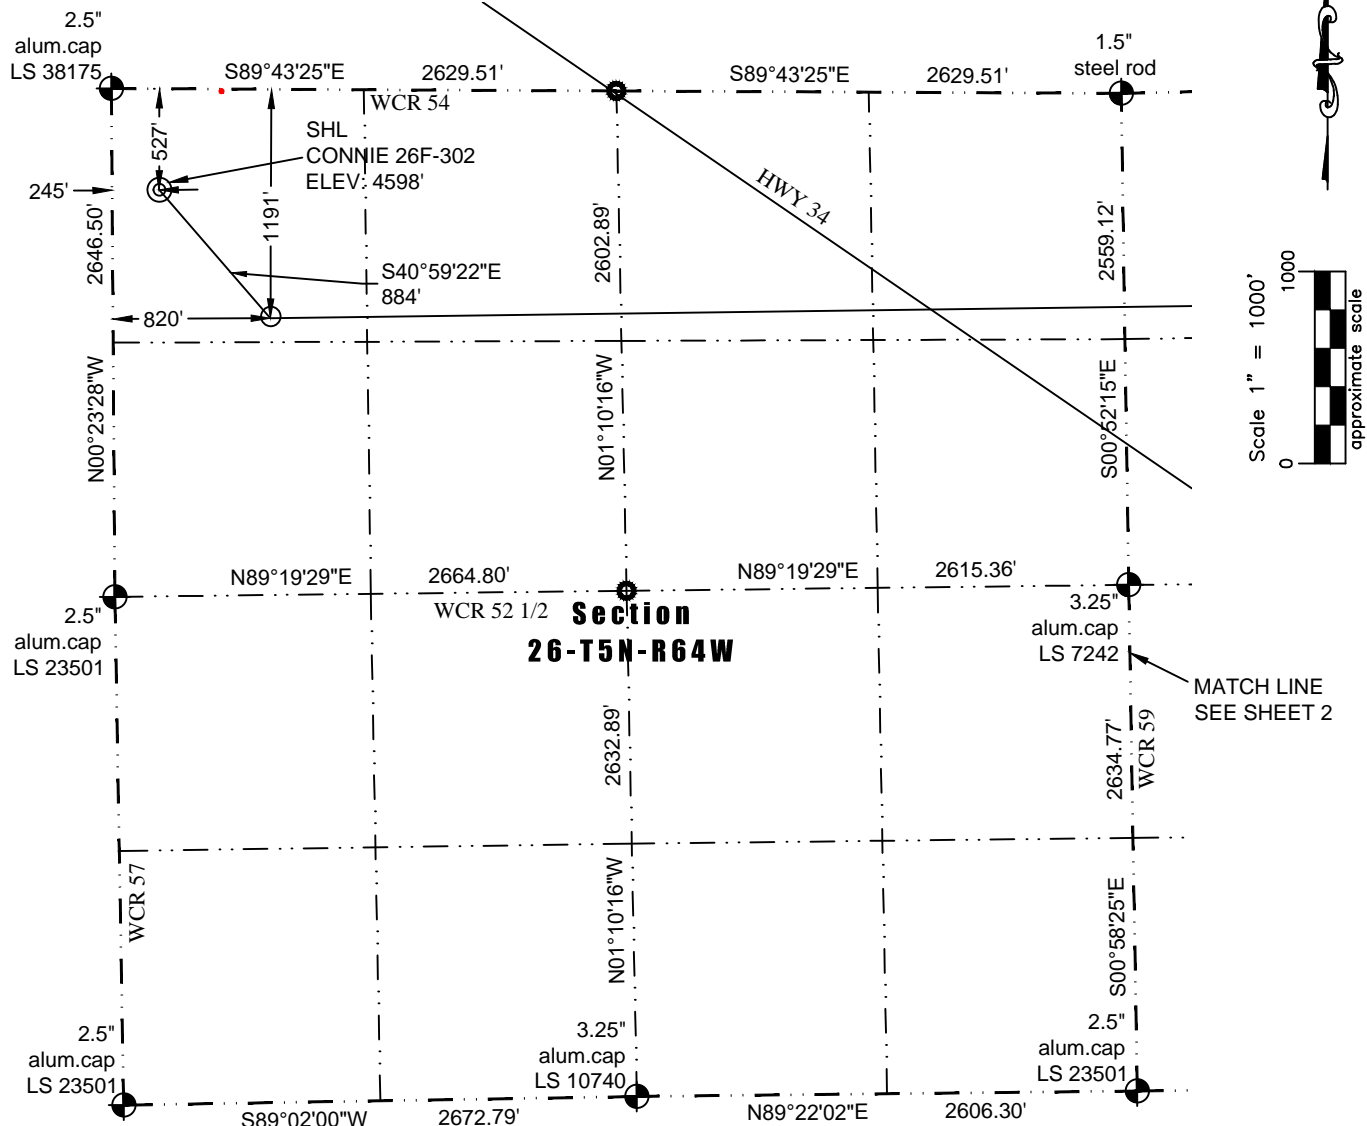 2.5"
alum.cap
LS 38175
S89°43'25"E
2629.51'
S89°43'25"E
2629.51'
1.5"
steel rod
WCR 54
527'
SHL
CONNIE 26F-302
ELEV: 4598'
245'
1191'
2646.50'
S40°59'22"E
884'
820'
HWY 34
2602.89'
2559.12'
Scale 1" = 1000'
0
1000
approximate scale
N00°23'28"W
N01°10'16"W
S00°52'15"E
N89°19'29"E
2664.80'
N89°19'29"E
2615.36'
WCR 52 1/2
2.5"
alum.cap
LS 23501
Section
26-T5N-R64W
3.25"
alum.cap
LS 7242
MATCH LINE
SEE SHEET 2
2632.89'
2634.77'
WCR 59
WCR 57
N01°10'16"W
S00°58'25"E
2.5"
alum.cap
LS 23501
3.25"
alum.cap
LS 10740
2.5"
alum.cap
LS 23501
S89°02'00"W
2672.79'
N89°22'02"E
2606.30'